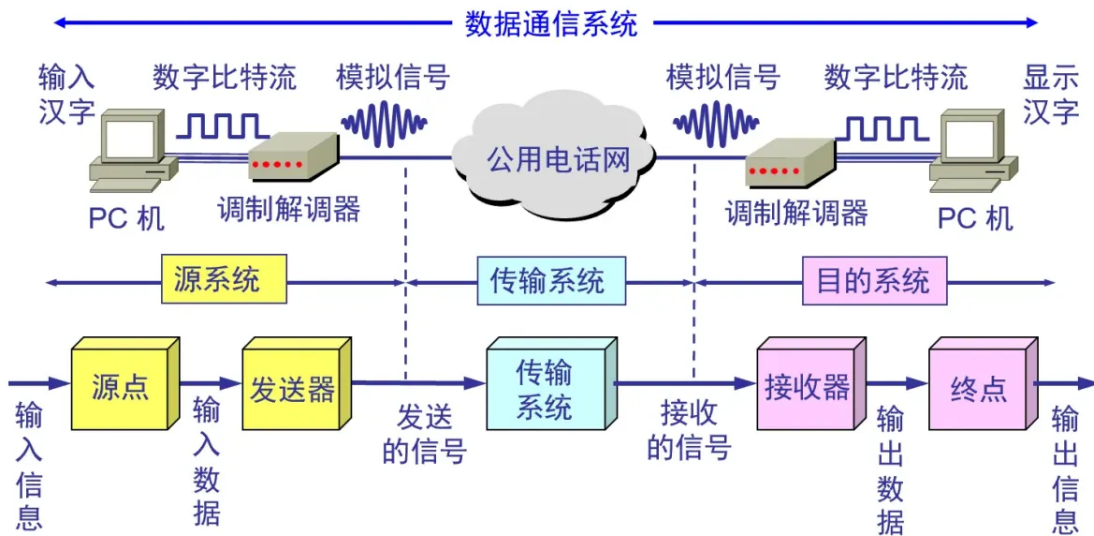 数据通信系统
输入
汉字
数字比特流
模拟信号
模拟信号
数字比特流
显示
汉字
公用电话网
PC 机
调制解调器
调制解调器
PC 机
源系统
传输系统
目的系统
源点
发送器
传输
系统
接收器
终点
输入信息
输入数据
发送
的信号
接收
的信号
输出数据
输出信息